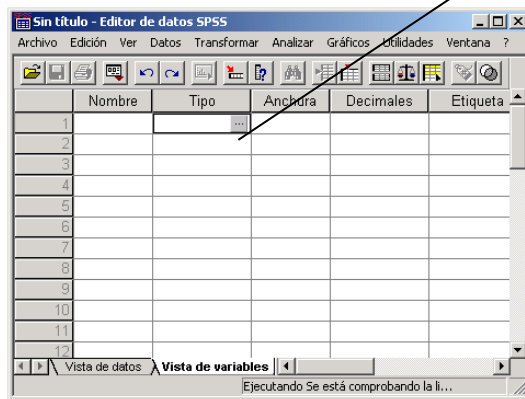 Sin título - Editor de datos SPSS
Archivo Edición Ver Datos Transformar Analizar Gráficos Utilidades Ventana ?
Nombre Tipo Anchura Decimales Etiqueta
1 ...
2
3
4
5
6
7
8
9
10
11
12
Vista de datos Vista de variables
Ejecutando Se está comprobando la li...